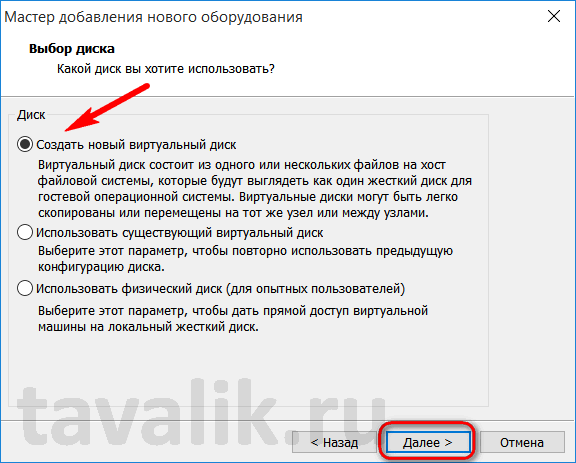 Мастер добавления нового оборудования
Выбор диска
Какой диск вы хотите использовать?
Диск
Создать новый виртуальный диск
Виртуальный диск состоит из одного или нескольких файлов на хост
файловой системы, которые будут выглядеть как один жесткий диск для
гостевой операционной системы. Виртуальные диски могут быть легко
скопированы или перемещены на тот же узел или между узлами.
Использовать существующий виртуальный диск
Выберите этот параметр, чтобы повторно использовать предыдущую
конфигурацию диска.
Использовать физический диск (для опытных пользователей)
Выберите этот параметр, чтобы дать прямой доступ виртуальной
машины на локальный жесткий диск.
tavalik.ru
< Назад
Далее >
Отмена